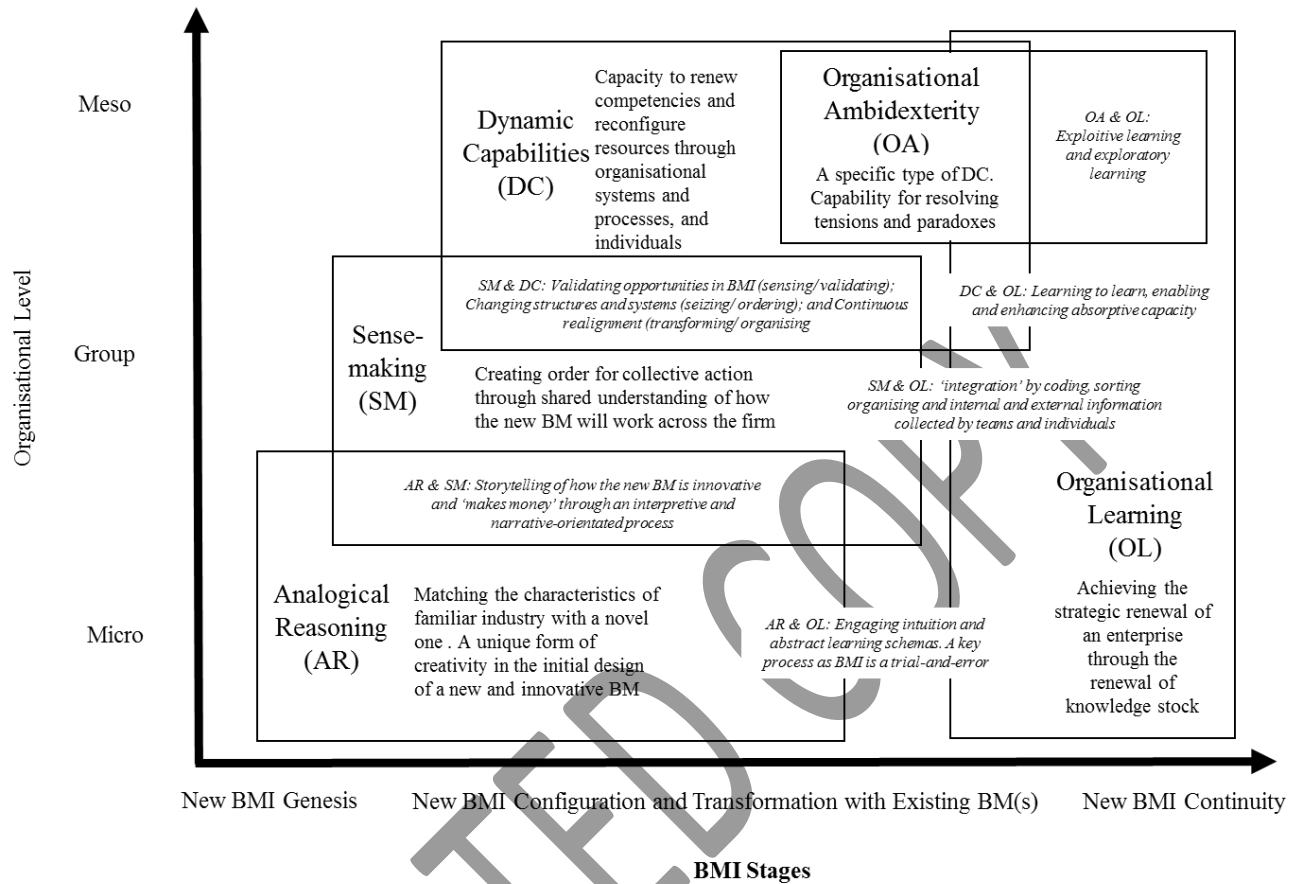 Meso
Group
Micro
Organisational Level
Dynamic
Capabilities
(DC)
Capacity to renew
competencies and
reconfigure
resources through
organisational
systems and
processes, and
individuals
Organisational
Ambidexterity
(OA)
A specific type of DC.
Capability for resolving
tensions and paradoxes
OA & OL:
Exploitive learning
and exploratory
learning
SM & DC: Validating opportunities in BMI (sensing/validating);
Changing structures and systems (seizing/ordering); and Continuous
realignment (transforming/organising
DC & OL: Learning to learn, enabling
and enhancing absorptive capacity
Sense-
making
(SM)
Creating order for collective action
through shared understanding of how
the new BM will work across the firm
SM & OL: ‘integration’ by coding, sorting
organising and internal and external information
collected by teams and individuals
AR & SM: Storytelling of how the new BM is innovative
and ‘makes money’ through an interpretive and
narrative-orientated process
Organisational
Learning
(OL)
Achieving the
strategic renewal of
an enterprise
through the
renewal of
knowledge stock
Analogical
Reasoning
(AR)
Matching the characteristics of
familiar industry with a novel
one . A unique form of
creativity in the initial design
of a new and innovative BM
AR & OL: Engaging intuition and
abstract learning schemas. A key
process as BMI is a trial-and-error
New BMI Genesis
New BMI Configuration and Transformation with Existing BM(s)
New BMI Continuity
BMI Stages
TED COPY